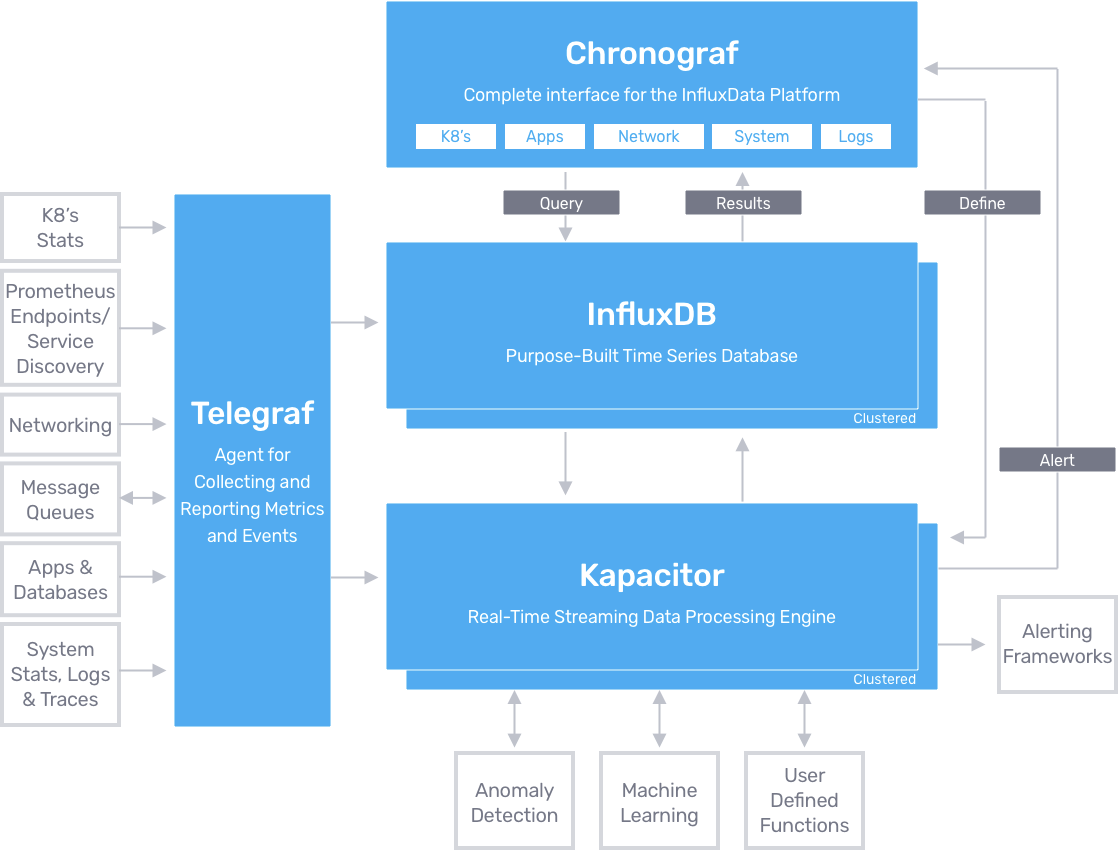 Chronograf
Complete interface for the InfluxData Platform
K8's
Apps
Network
System
Logs
Query
Results
Define
K8's
Stats
Prometheus
Endpoints/
Service
Discovery
Networking
Message
Queues
Apps &
Databases
System
Stats, Logs
& Traces
Telegraf
Agent for
Collecting and
Reporting Metrics
and Events
InfluxDB
Purpose-Built Time Series Database
Clustered
Alert
Kapacitor
Real-Time Streaming Data Processing Engine
Clustered
Alerting
Frameworks
Anomaly
Detection
Machine
Learning
User
Defined
Functions